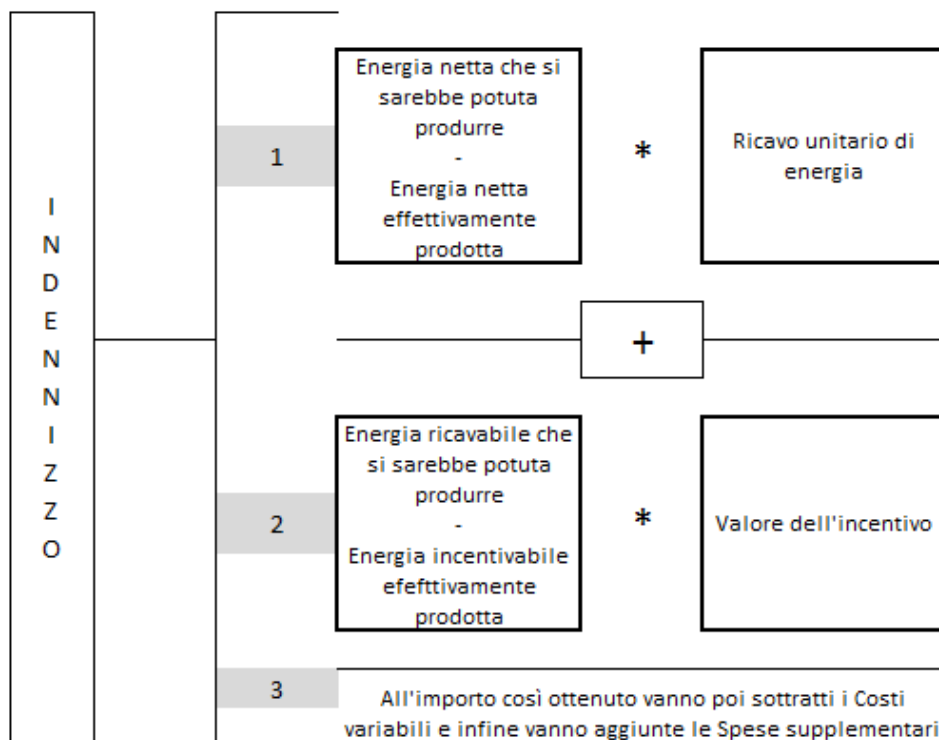 INDENNIZZO
1
Energia netta che si
sarebbe potuta
produrre
-
Energia netta
effettivamente
prodotta
*
Ricavo unitario di
energia
+
2
Energia ricavabile che
si sarebbe potuta
produrre
-
Energia incentivabile
efefttivamente
prodotta
*
Valore dell'incentivo
3
All'importo così ottenuto vanno poi sottratti i Costi
variabili e infine vanno aggiunte le Spese supplementari